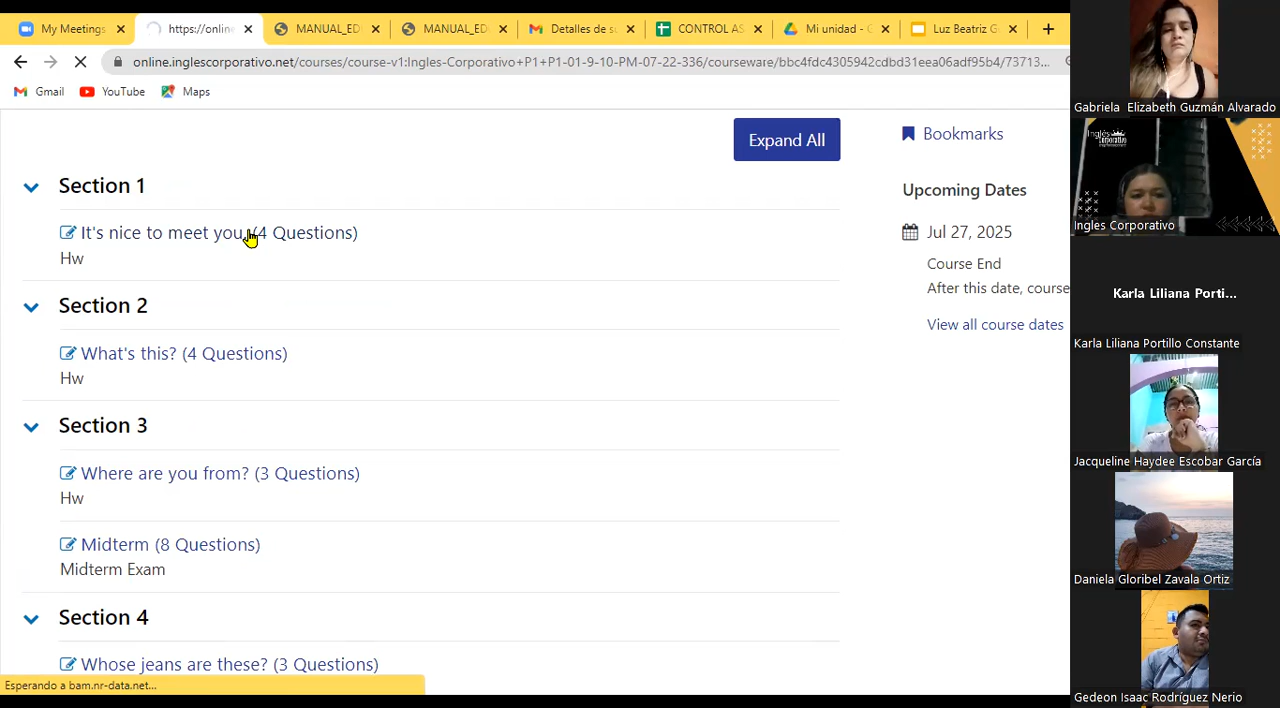 My Meetings
https://online
MANUAL_ED
MANUAL_ED
Detalles de su
CONTROL AS
Mi unidad - G
Luz Beatriz G
online.inglescorporativo.net/courses/course-v1:Ingles-Corporativo+P1+P1-01-9-10-PM-07-22-336/courseware/bbc4fdc4305942cdbd31eea06adf95b4/73713...
Gmail
YouTube
Maps
Expand All
Bookmarks
Section 1
Upcoming Dates
It's nice to meet you. (4 Questions)
Jul 27, 2025
Hw
Course End
After this date, course
Section 2
View all course dates
What's this? (4 Questions)
Hw
Section 3
Where are you from? (3 Questions)
Hw
Midterm (8 Questions)
Midterm Exam
Section 4
Whose jeans are these? (3 Questions)
Esperando a bam.nr-data.net...
Gabriela Elizabeth Guzmán Alvarado
Inglés
Corporativo
Ingles Corporativo
Karla Liliana Porti...
Karla Liliana Portillo Constante
Jacqueline Haydee Escobar García
Daniela Gloribel Zavala Ortiz
Gedeon Isaac Rodríguez Nerio